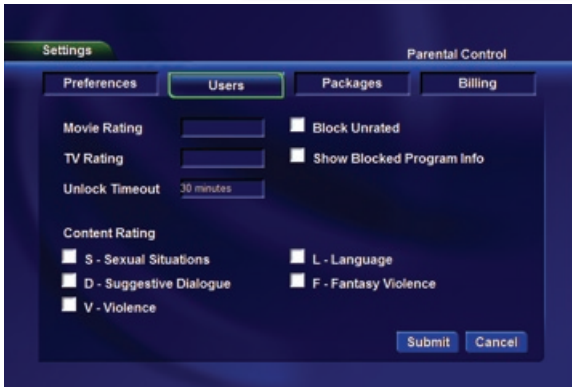 Settings
Parental Control
Preferences Users Packages Billing
Movie Rating Block Unrated
TV Rating Show Blocked Program Info
Unlock Timeout 30 minutes
Content Rating
S - Sexual Situations L - Language
D - Suggestive Dialogue F - Fantasy Violence
V - Violence
Submit Cancel